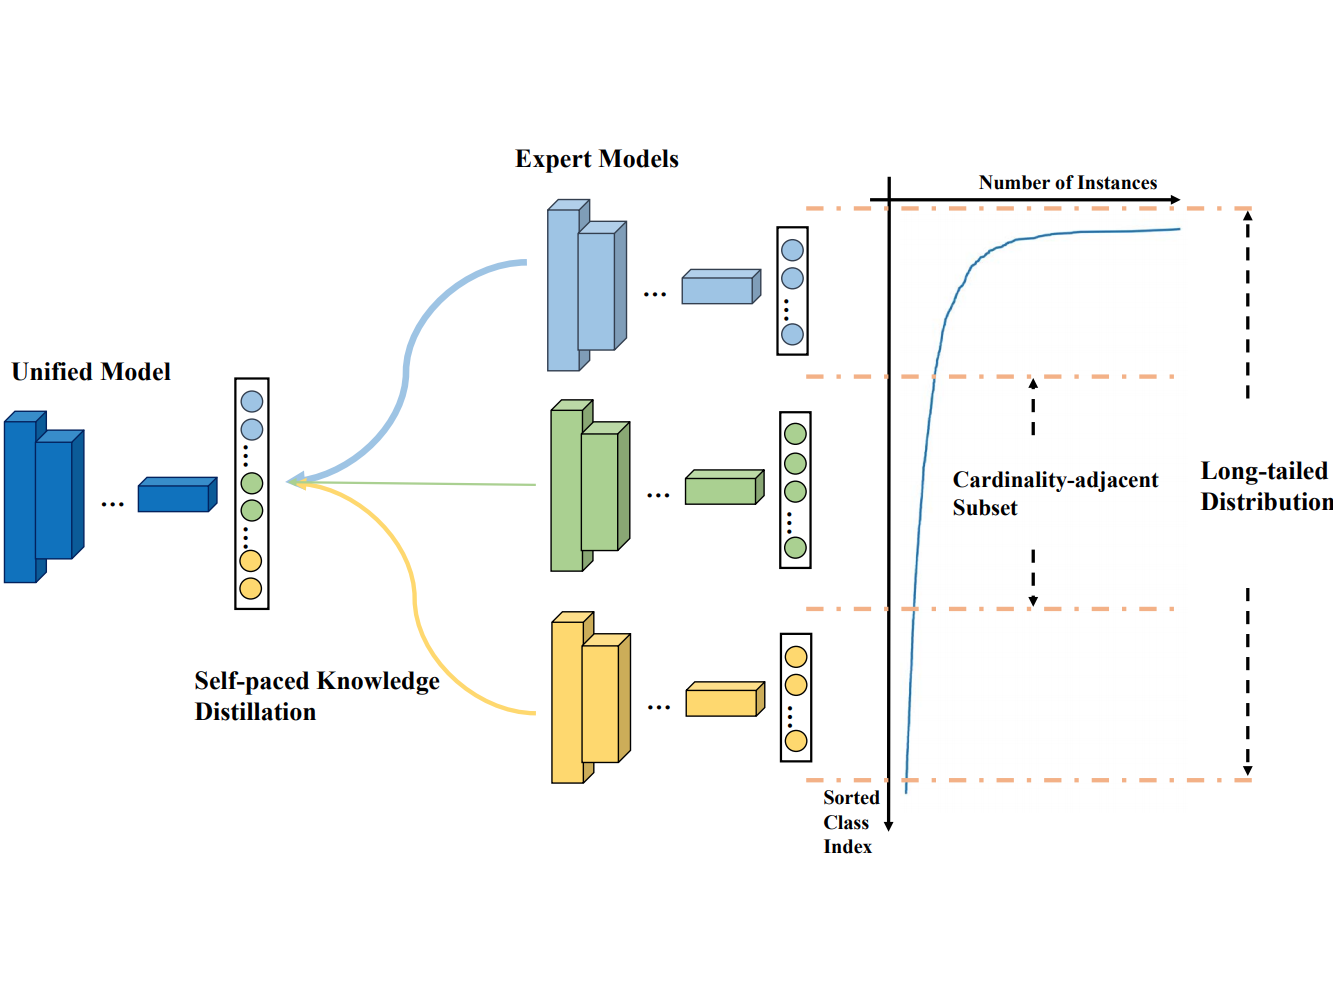 Expert Models
Number of Instances
Unified Model
Cardinality-adjacent
Subset
Long-tailed
Distribution
Self-paced Knowledge
Distillation
Sorted
Class
Index